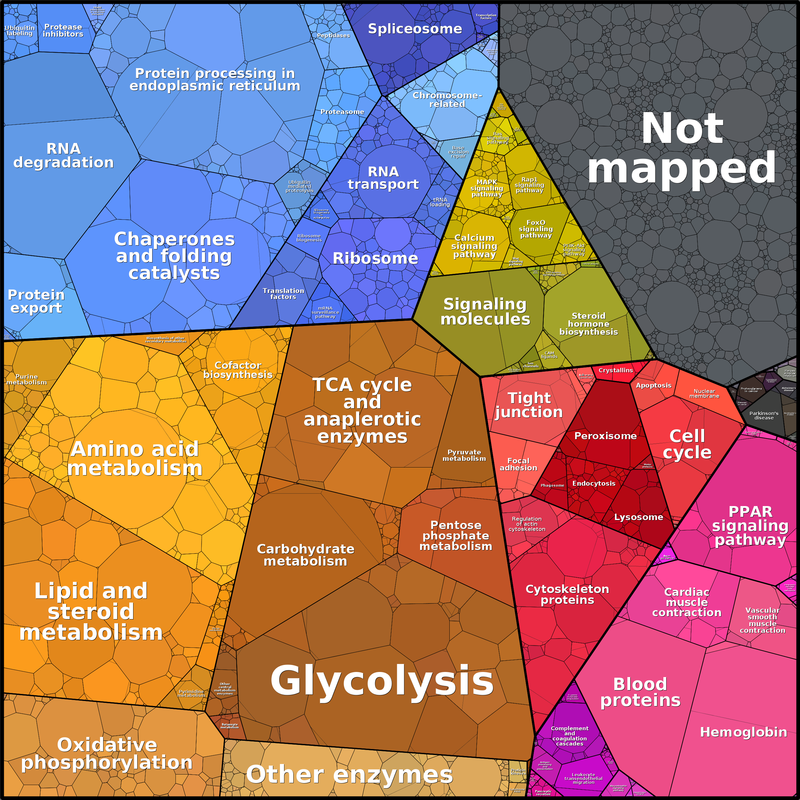 Ubiquitin
labeling
Protease
inhibitors
Protein processing in
endoplasmic reticulum
Peptidases
Proteasome
RNA
degradation
Chaperones
and folding
catalysts
Protein
export
Spliceosome
Chromosome-
related
RNA
transport
tRNA
loading
Ribosome
biogenesis
Ribosome
Translation
factors
Not
mapped
MAPK
signaling
pathway
Rap1
signaling
pathway
FoxO
signaling
pathway
Calcium
signaling
pathway
Signaling
molecules
Steroid
hormone
biosynthesis
Purine
metabolism
Cofactor
biosynthesis
Amino acid
metabolism
Lipid and
steroid
metabolism
Oxidative
phosphorylation
TCA cycle
and
anaplerotic
enzymes
Pyruvate
metabolism
Carbohydrate
metabolism
Pentose
phosphate
metabolism
Glycolysis
Other enzymes
Crystallins
Tight
junction
Focal
adhesion
Peroxisome
Phagosome
Endocytosis
Lysosome
Apoptosis
Nuclear
membrane
Cell
cycle
Parkinson's
disease
Regulation
of actin
cytoskeleton
Cytoskeleton
proteins
PPAR
signaling
pathway
Cardiac
muscle
contraction
Vascular
smooth
muscle
contraction
Blood
proteins
Hemoglobin
Complement
and
coagulation
cascades
Leukocyte
transendothelial
migration